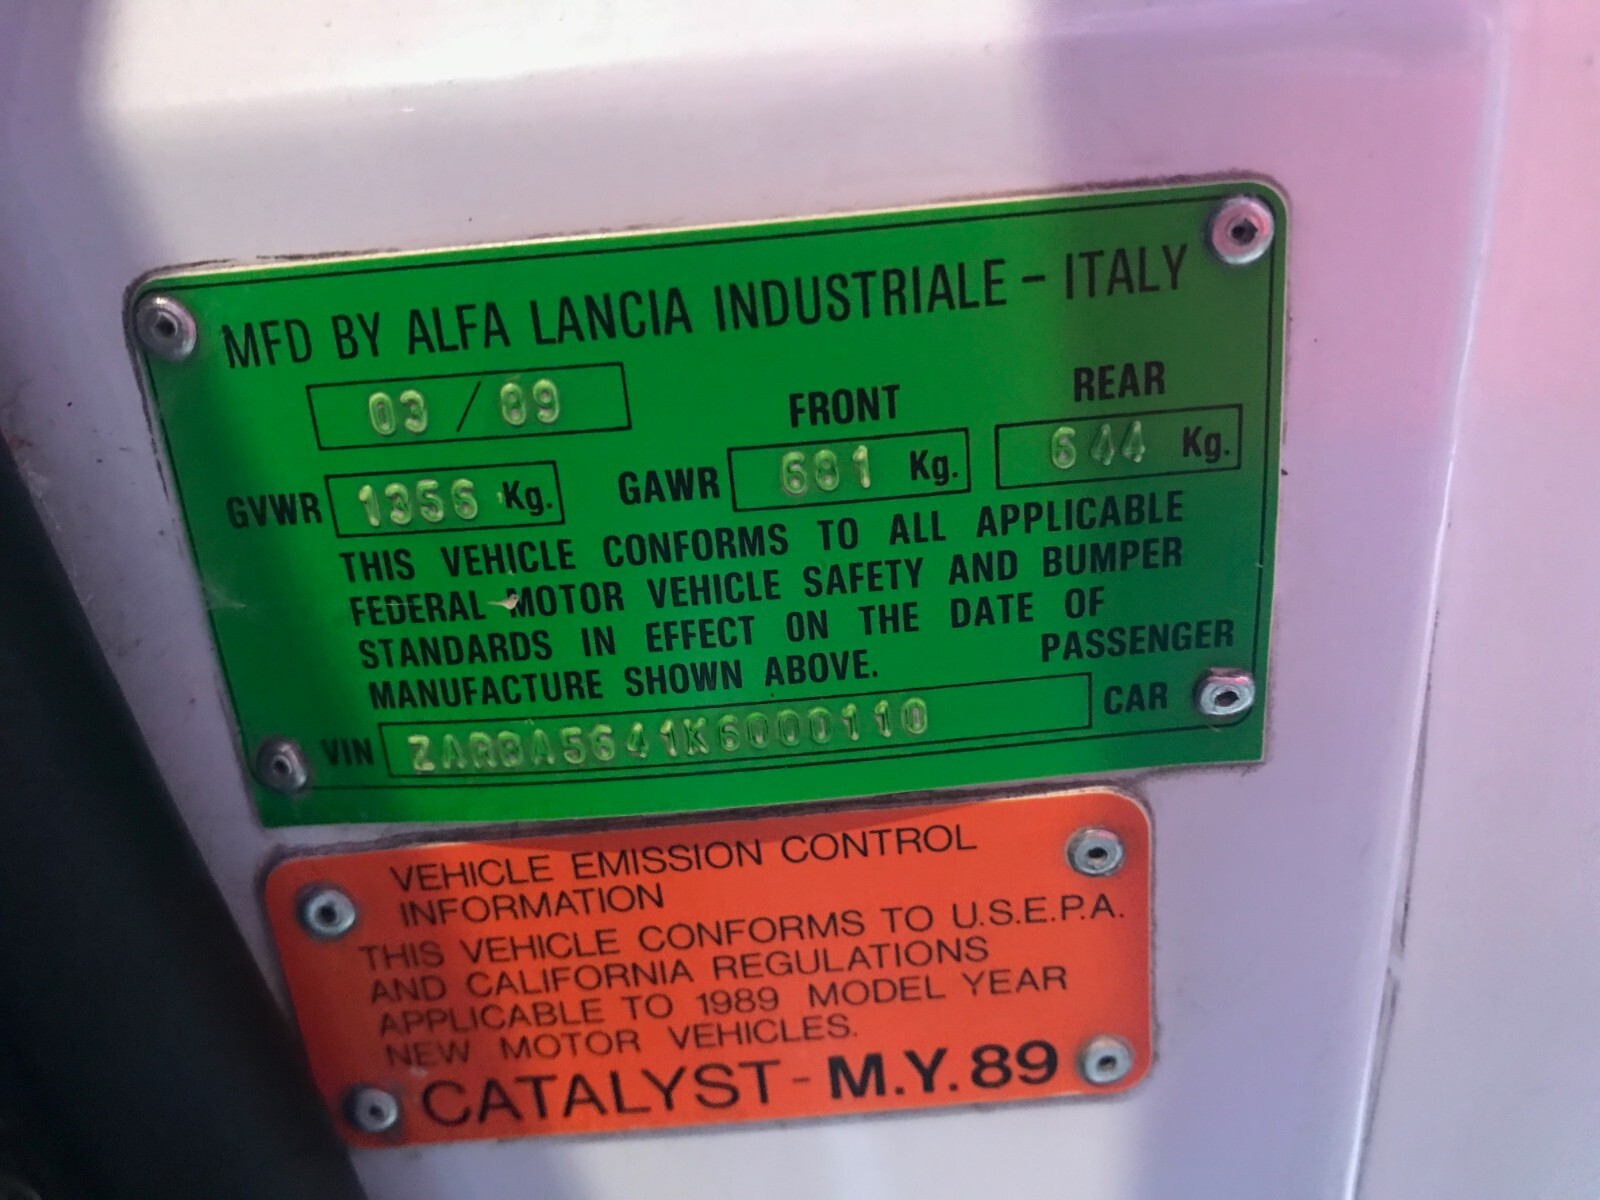 MFD BY ALFA LANCIA INDUSTRIALE - ITALY
03 / 89
FRONT
REAR
GVWR 1356 Kg. GAWR 681 Kg. 644 Kg.
THIS VEHICLE CONFORMS TO ALL APPLICABLE
FEDERAL MOTOR VEHICLE SAFETY AND BUMPER
STANDARDS IN EFFECT ON THE DATE OF
MANUFACTURE SHOWN ABOVE.
PASSENGER
CAR
VIN ZARBA5641K6000110
VEHICLE EMISSION CONTROL
INFORMATION
THIS VEHICLE CONFORMS TO U.S.E.P.A.
AND CALIFORNIA REGULATIONS
APPLICABLE TO 1989 MODEL YEAR
NEW MOTOR VEHICLES.
CATALYST - M.Y. 89